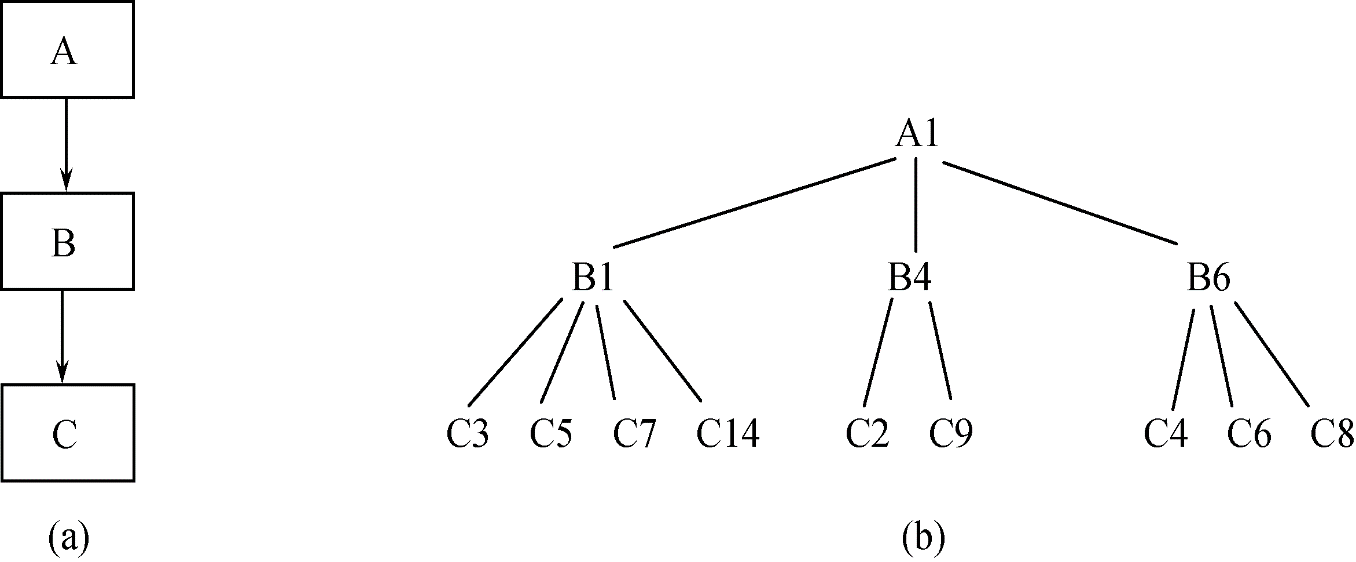 A
B
C
(a)
A1
B1 B4 B6
C3 C5 C7 C14 C2 C9 C4 C6 C8
(b)